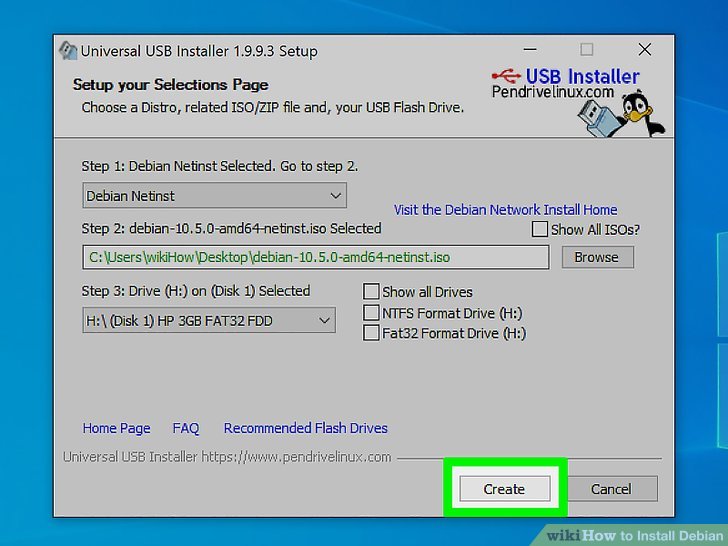 Universal USB Installer 1.9.9.3 Setup
Setup your Selections Page
Choose a Distro, related ISO/ZIP file and, your USB Flash Drive.
USB Installer
Pendrivelinux.com
Step 1: Debian Netinst Selected. Go to step 2.
Debian Netinst
Visit the Debian Network Install Home
Step 2: debian-10.5.0-amd64-netinst.iso Selected
Show All ISOs?
C:\Users\wikiHow\Desktop\debian-10.5.0-amd64-netinst.iso
Browse
Step 3: Drive (H:) on (Disk 1) Selected
Show all Drives
H:\ (Disk 1) HP 3GB FAT32 FDD
NTFS Format Drive (H:)
Fat32 Format Drive (H:)
Home Page FAQ Recommended Flash Drives
Universal USB Installer https://www.pendrivelinux.com
Create Cancel
wikiHow to Install Debian